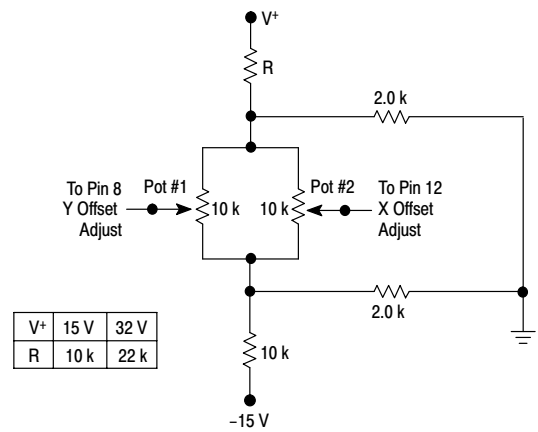 V+
R
2.0 k
To Pin 8
Y Offset
Adjust
Pot #1
10 k
10 k
Pot #2
To Pin 12
X Offset
Adjust
2.0 k
10 k
–15 V
V+ 15 V 32 V
R 10 k 22 k